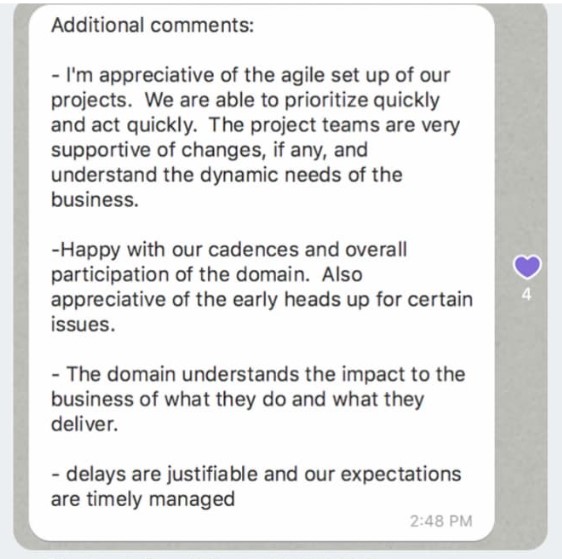 Additional comments:
- I'm appreciative of the agile set up of our
projects.  We are able to prioritize quickly
and act quickly.  The project teams are very
supportive of changes, if any, and
understand the dynamic needs of the
business.
-Happy with our cadences and overall
participation of the domain.  Also
appreciative of the early heads up for certain
issues.
- The domain understands the impact to the
business of what they do and what they
deliver.
- delays are justifiable and our expectations
are timely managed
2:48 PM
4